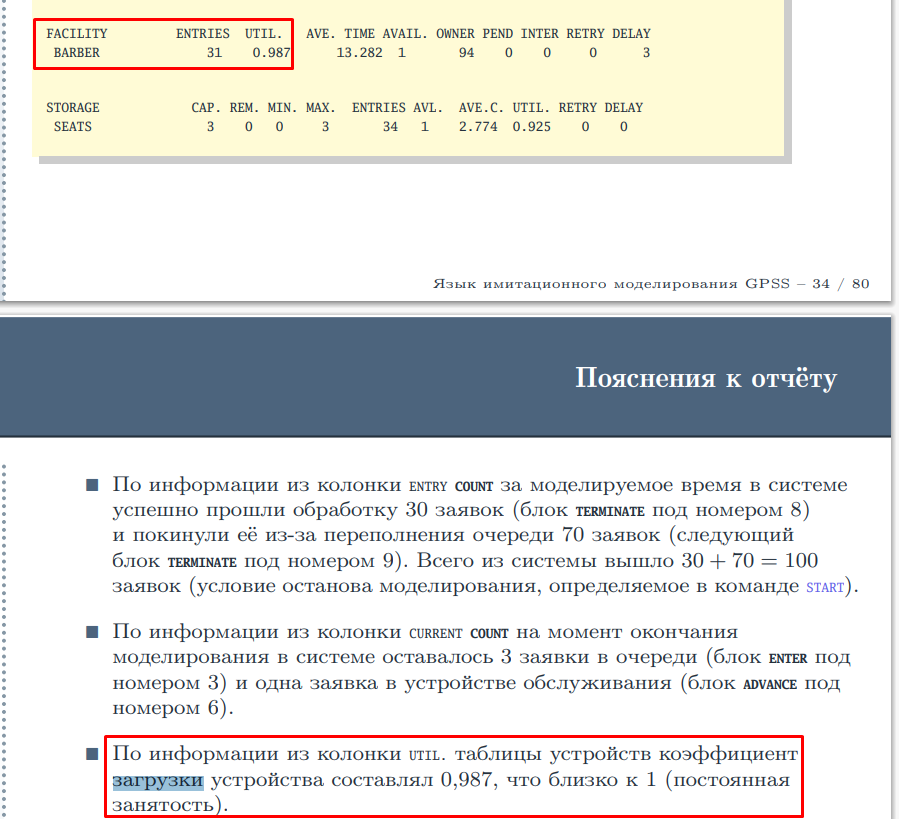 FACILITY ENTRIES UTIL. AVE. TIME AVAIL. OWNER PEND INTER RETRY DELAY
BARBER 31 0.987 13.282 1 94 0 0 0 3
STORAGE CAP. REM. MIN. MAX. ENTRIES AVL. AVE.C. UTIL. RETRY DELAY
SEATS 3 0 0 3 34 1 2.774 0.925 0 0
Язык имитационного моделирования GPSS – 34 / 80
Пояснения к отчёту
■ По информации из колонки ENTRY COUNT за моделируемое время в системе
успешно прошли обработку 30 заявок (блок TERMINATE под номером 8)
и покинули её из-за переполнения очереди 70 заявок (следующий
блок TERMINATE под номером 9). Всего из системы вышло 30 + 70 = 100
заявок (условие останова моделирования, определяемое в команде START).
■ По информации из колонки CURRENT COUNT на момент окончания
моделирования в системе оставалось 3 заявки в очереди (блок ENTER под
номером 3) и одна заявка в устройстве обслуживания (блок ADVANCE под
номером 6).
■ По информации из колонки UTIL. таблицы устройств коэффициент
загрузки устройства составлял 0,987, что близко к 1 (постоянная
занятость).